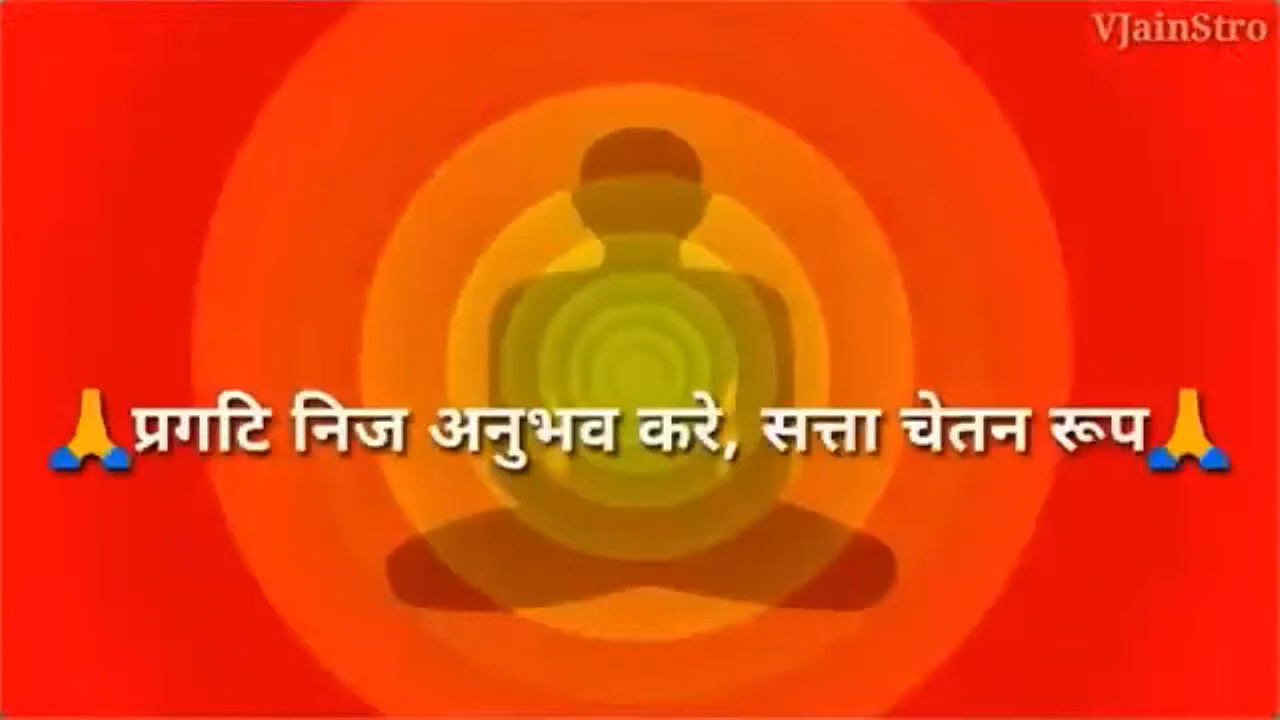 VJainStro
🙏प्रगटि निज अनुभव करे, सत्ता चेतन रूप🙏